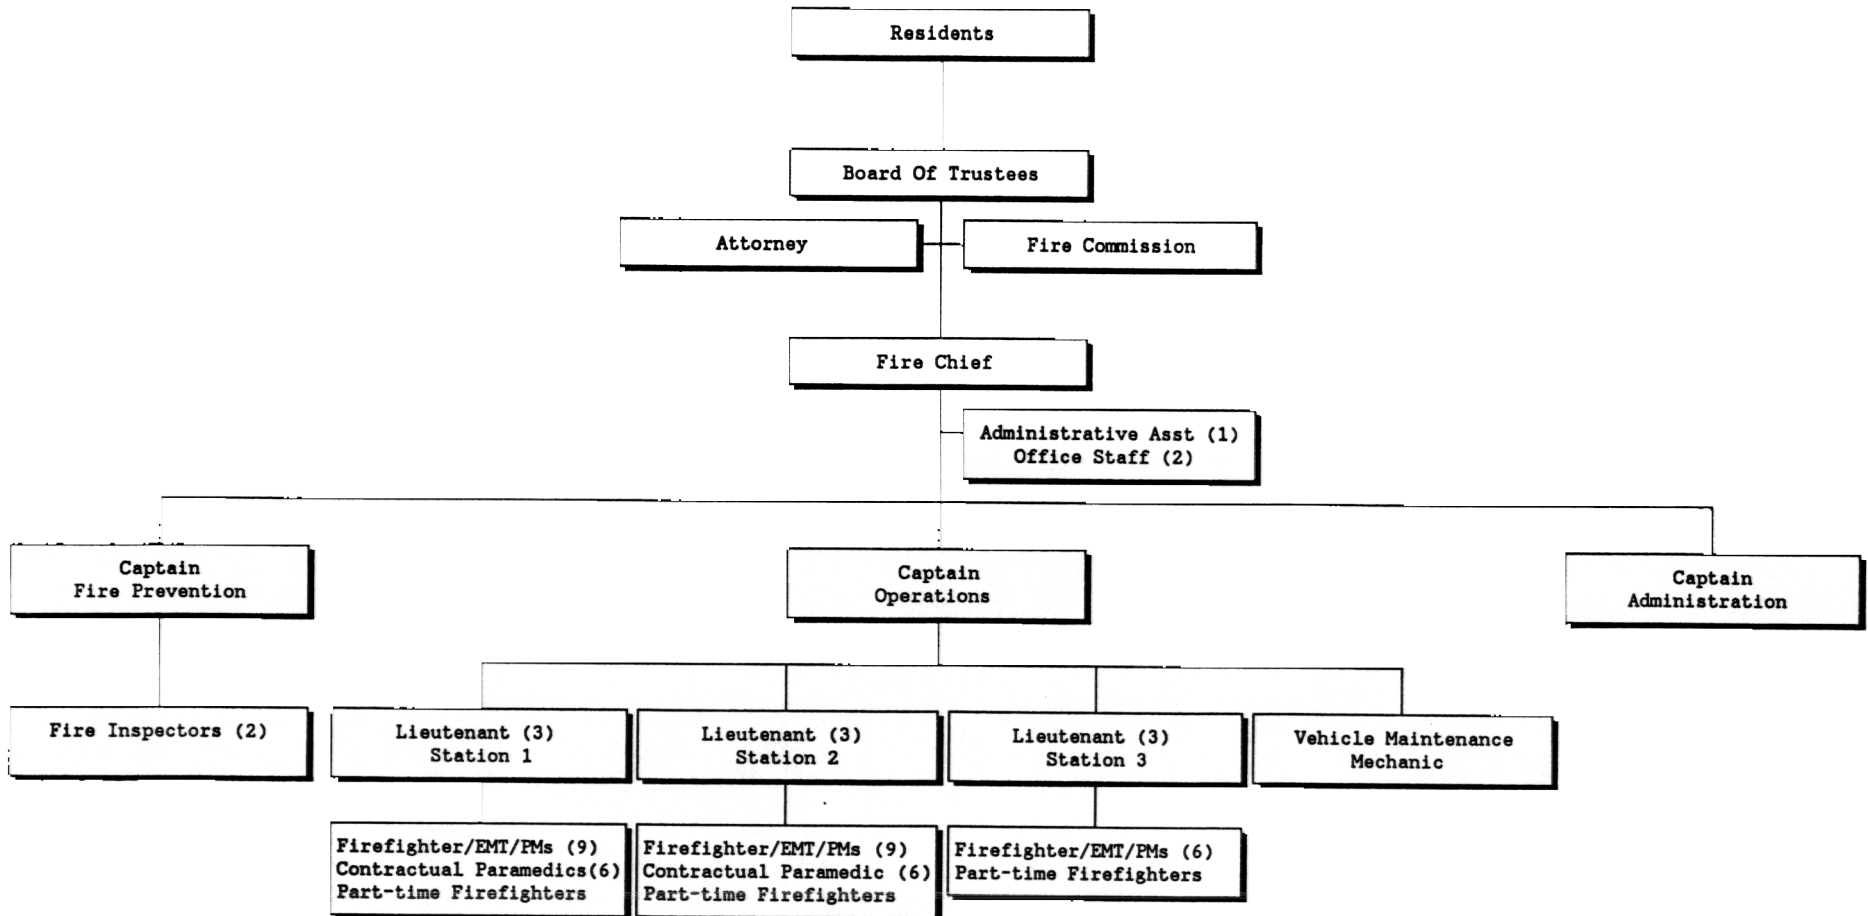 Residents
Board Of Trustees
Attorney
Fire Commission
Fire Chief
Administrative Asst (1)
Office Staff (2)
Captain
Fire Prevention
Captain
Operations
Captain
Administration
Fire Inspectors (2)
Lieutenant (3)
Station 1
Lieutenant (3)
Station 2
Lieutenant (3)
Station 3
Vehicle Maintenance
Mechanic
Firefighter/EMT/PMs (9)
Contractual Paramedics(6)
Part-time Firefighters
Firefighter/EMT/PMs (9)
Contractual Paramedic (6)
Part-time Firefighters
Firefighter/EMT/PMs (6)
Part-time Firefighters